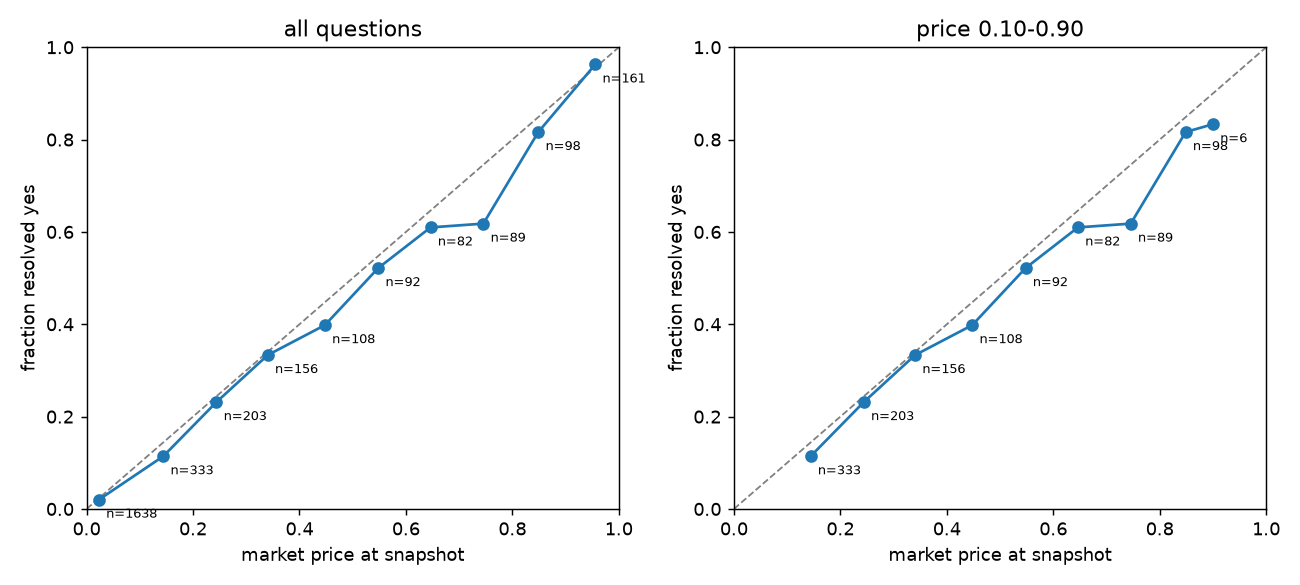 all questions
1.0
0.8
0.6
0.4
0.2
0.0
fraction resolved yes
n=161
n=98
n=82
n=89
n=92
n=108
n=156
n=203
n=333
n=1638
0.0 0.2 0.4 0.6 0.8 1.0
market price at snapshot
price 0.10-0.90
1.0
0.8
0.6
0.4
0.2
0.0
fraction resolved yes
n=6
n=98
n=82
n=89
n=92
n=108
n=156
n=203
n=333
0.0 0.2 0.4 0.6 0.8 1.0
market price at snapshot